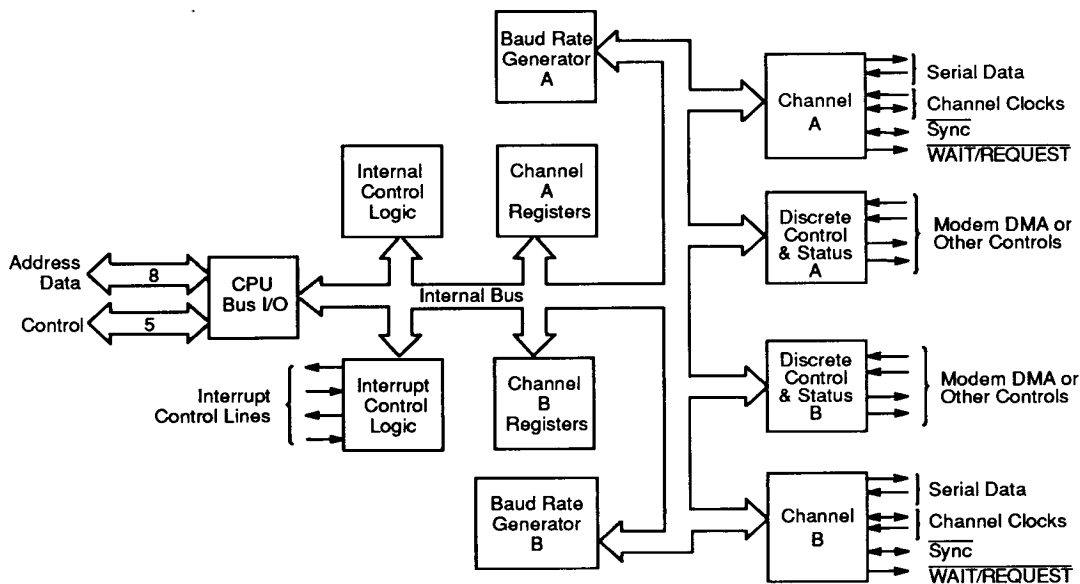 Baud Rate
Generator
A
Channel
A
Serial Data
Channel Clocks
Sync
WAIT/REQUEST
Internal
Control
Logic
Channel
A
Registers
Discrete
Control
& Status
A
Modem DMA or
Other Controls
Address
Data
8
CPU
Bus I/O
Internal Bus
Control
5
Interrupt
Control Lines
Interrupt
Control
Logic
Channel
B
Registers
Discrete
Control
& Status
B
Modem DMA or
Other Controls
Baud Rate
Generator
B
Channel
B
Serial Data
Channel Clocks
Sync
WAIT/REQUEST